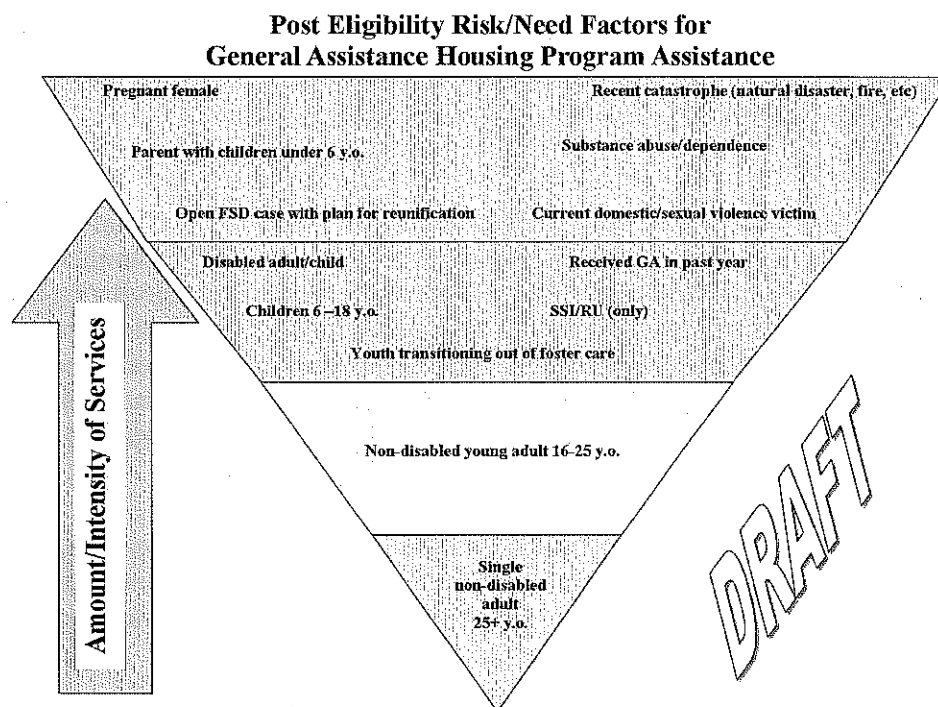 Post Eligibility Risk/Need Factors for
General Assistance Housing Program Assistance
Pregnant female
Recent catastrophe (natural disaster, fire, etc)
Parent with children under 6 y.o.
Substance abuse/dependence
Open FSD case with plan for reunification
Current domestic/sexual violence victim
Disabled adult/child
Received GA in past year
Children 6–18 y.o.
SSI/RU (only)
Youth transitioning out of foster care
Non-disabled young adult 16-25 y.o.
Single
non-disabled
adult
25+ y.o.
Amount/Intensity of Services
DRAFT